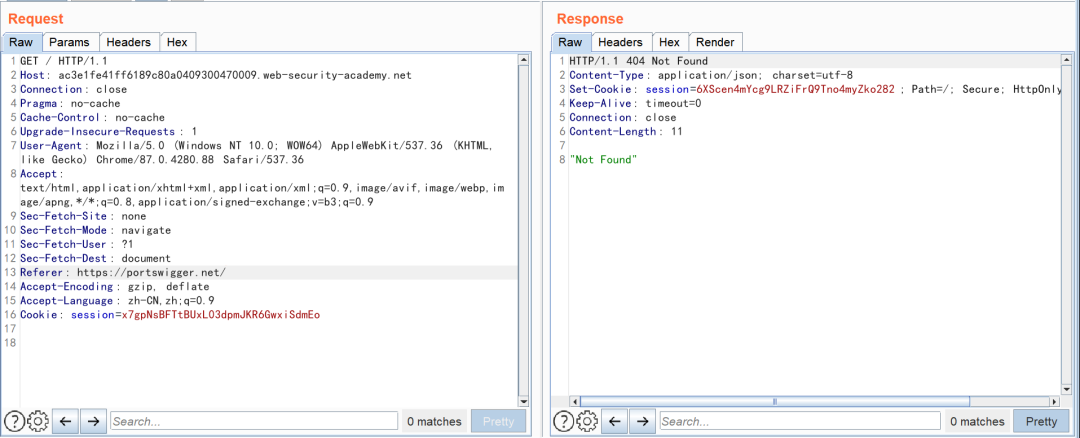 Request
Raw Params Headers Hex
1 GET / HTTP/1.1
2 Host: ac3e1fe41ff6189c80a0409300470009.web-security-academy.net
3 Connection: close
4 Pragma: no-cache
5 Cache-Control: no-cache
6 Upgrade-Insecure-Requests: 1
7 User-Agent: Mozilla/5.0 (Windows NT 10.0; WOW64) AppleWebKit/537.36 (KHTML,
like Gecko) Chrome/87.0.4280.88 Safari/537.36
8 Accept:
text/html,application/xhtml+xml,application/xml;q=0.9,image/avif,image/webp,im
age/apng,*/*;q=0.8,application/signed-exchange;v=b3;q=0.9
9 Sec-Fetch-Site: none
10 Sec-Fetch-Mode: navigate
11 Sec-Fetch-User: ?1
12 Sec-Fetch-Dest: document
13 Referer: https://portswigger.net/
14 Accept-Encoding: gzip, deflate
15 Accept-Language: zh-CN,zh;q=0.9
16 Cookie: session=x7gpNsBFTtBUxL03dpmJKR6GwxiSdmEo
17
18
? Search... 0 matches Pretty
Response
Raw Headers Hex Render
1 HTTP/1.1 404 Not Found
2 Content-Type: application/json; charset=utf-8
3 Set-Cookie: session=6XScen4mYcg9LRZiFrQ9Tno4myZko282 ; Path=/; Secure; HttpOnly
4 Keep-Alive: timeout=0
5 Connection: close
6 Content-Length: 11
7
8 "Not Found"
? Search... 0 matches Pretty